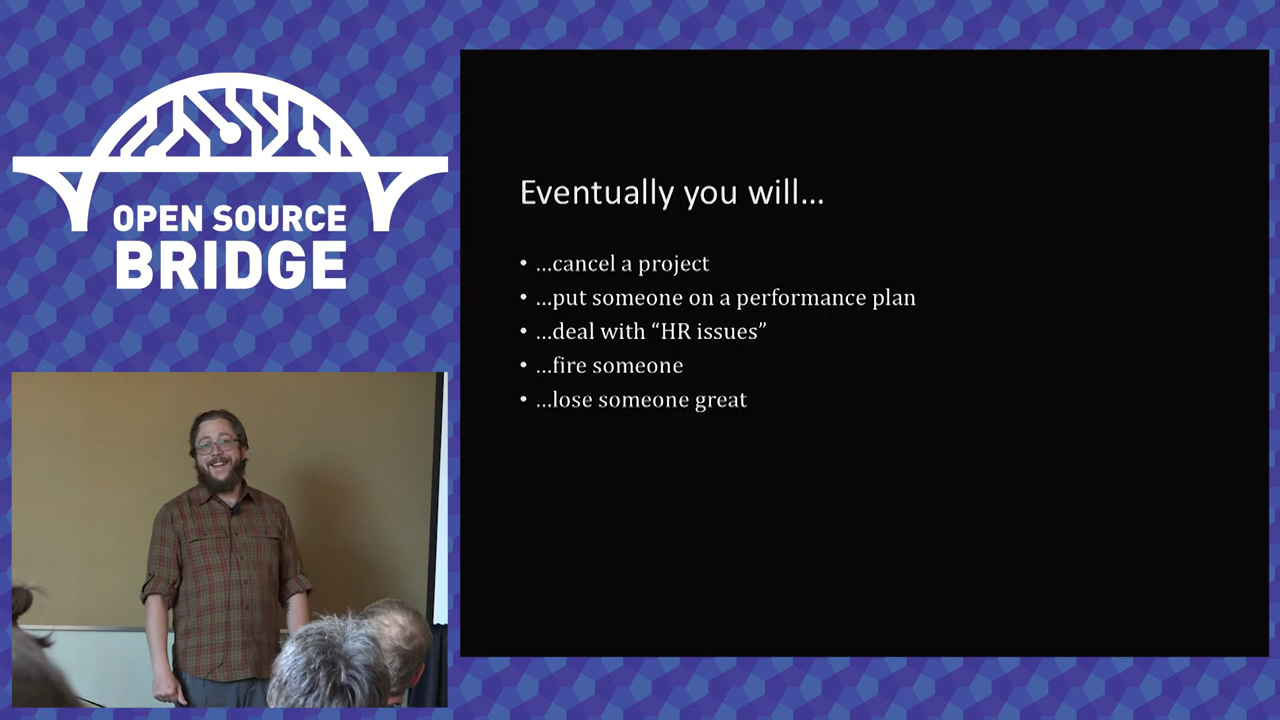 OPEN SOURCE
BRIDGE
Eventually you will...
• ...cancel a project
• ...put someone on a performance plan
• ...deal with “HR issues”
• ...fire someone
• ...lose someone great